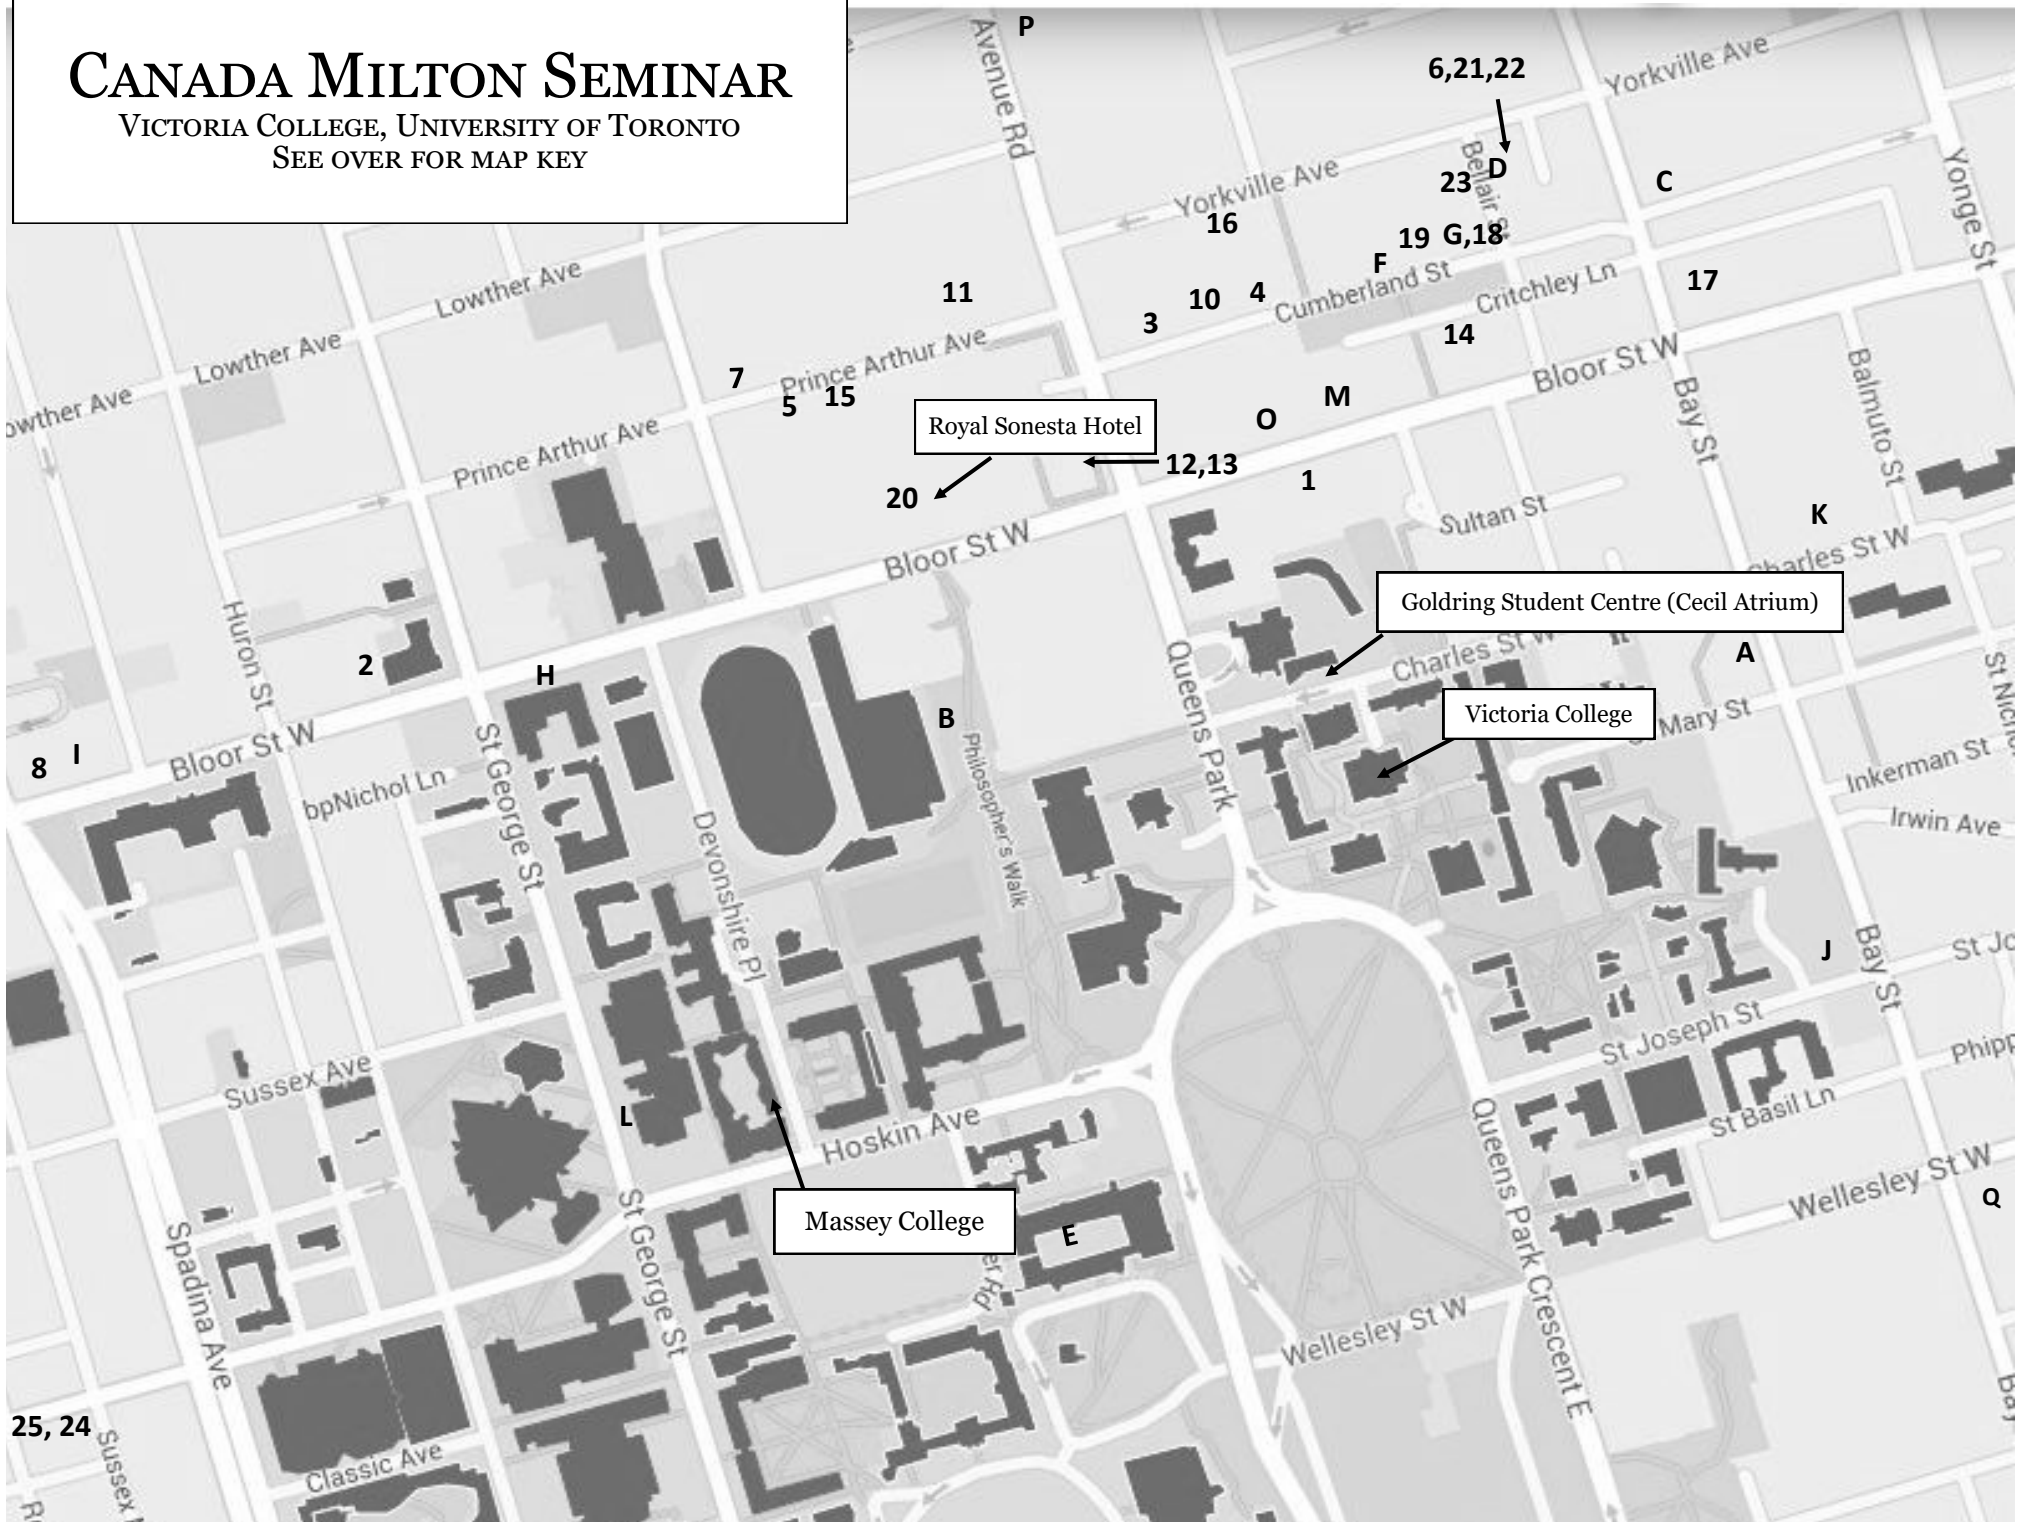 CANADA MILTON SEMINAR
VICTORIA COLLEGE, UNIVERSITY OF TORONTO
SEE OVER FOR MAP KEY
P
Avenue Rd
6,21,22
Yorkville Ave
Bellair St
D
23
C
Yonge St
Yorkville Ave
16
19
G,18
F
Cumberland St
Critchley Ln
17
Lowther Ave
11
3
10
4
14
Lowther Ave
7
Prince Arthur Ave
5
15
Bloor St W
Bay St
Balmuto St
M
O
Royal Sonesta Hotel
12,13
1
20
Prince Arthur Ave
Bloor St W
Sultan St
K
Charles St W
Goldring Student Centre (Cecil Atrium)
Charles St W
A
Huron St
2
H
Queens Park
Victoria College
Mary St
B
Philosopher's Walk
8
I
Bloor St W
bpNichol Ln
St George St
Devonshire Pl
Inkerman St
Irwin Ave
J
Bay St
St Joseph St
Sussex Ave
L
Hoskin Ave
Massey College
E
St Basil Ln
Wellesley St W
Q
Queens Park Crescent E
Spadina Ave
St George St
Wellesley St W
25, 24
Classic Ave
Sussex